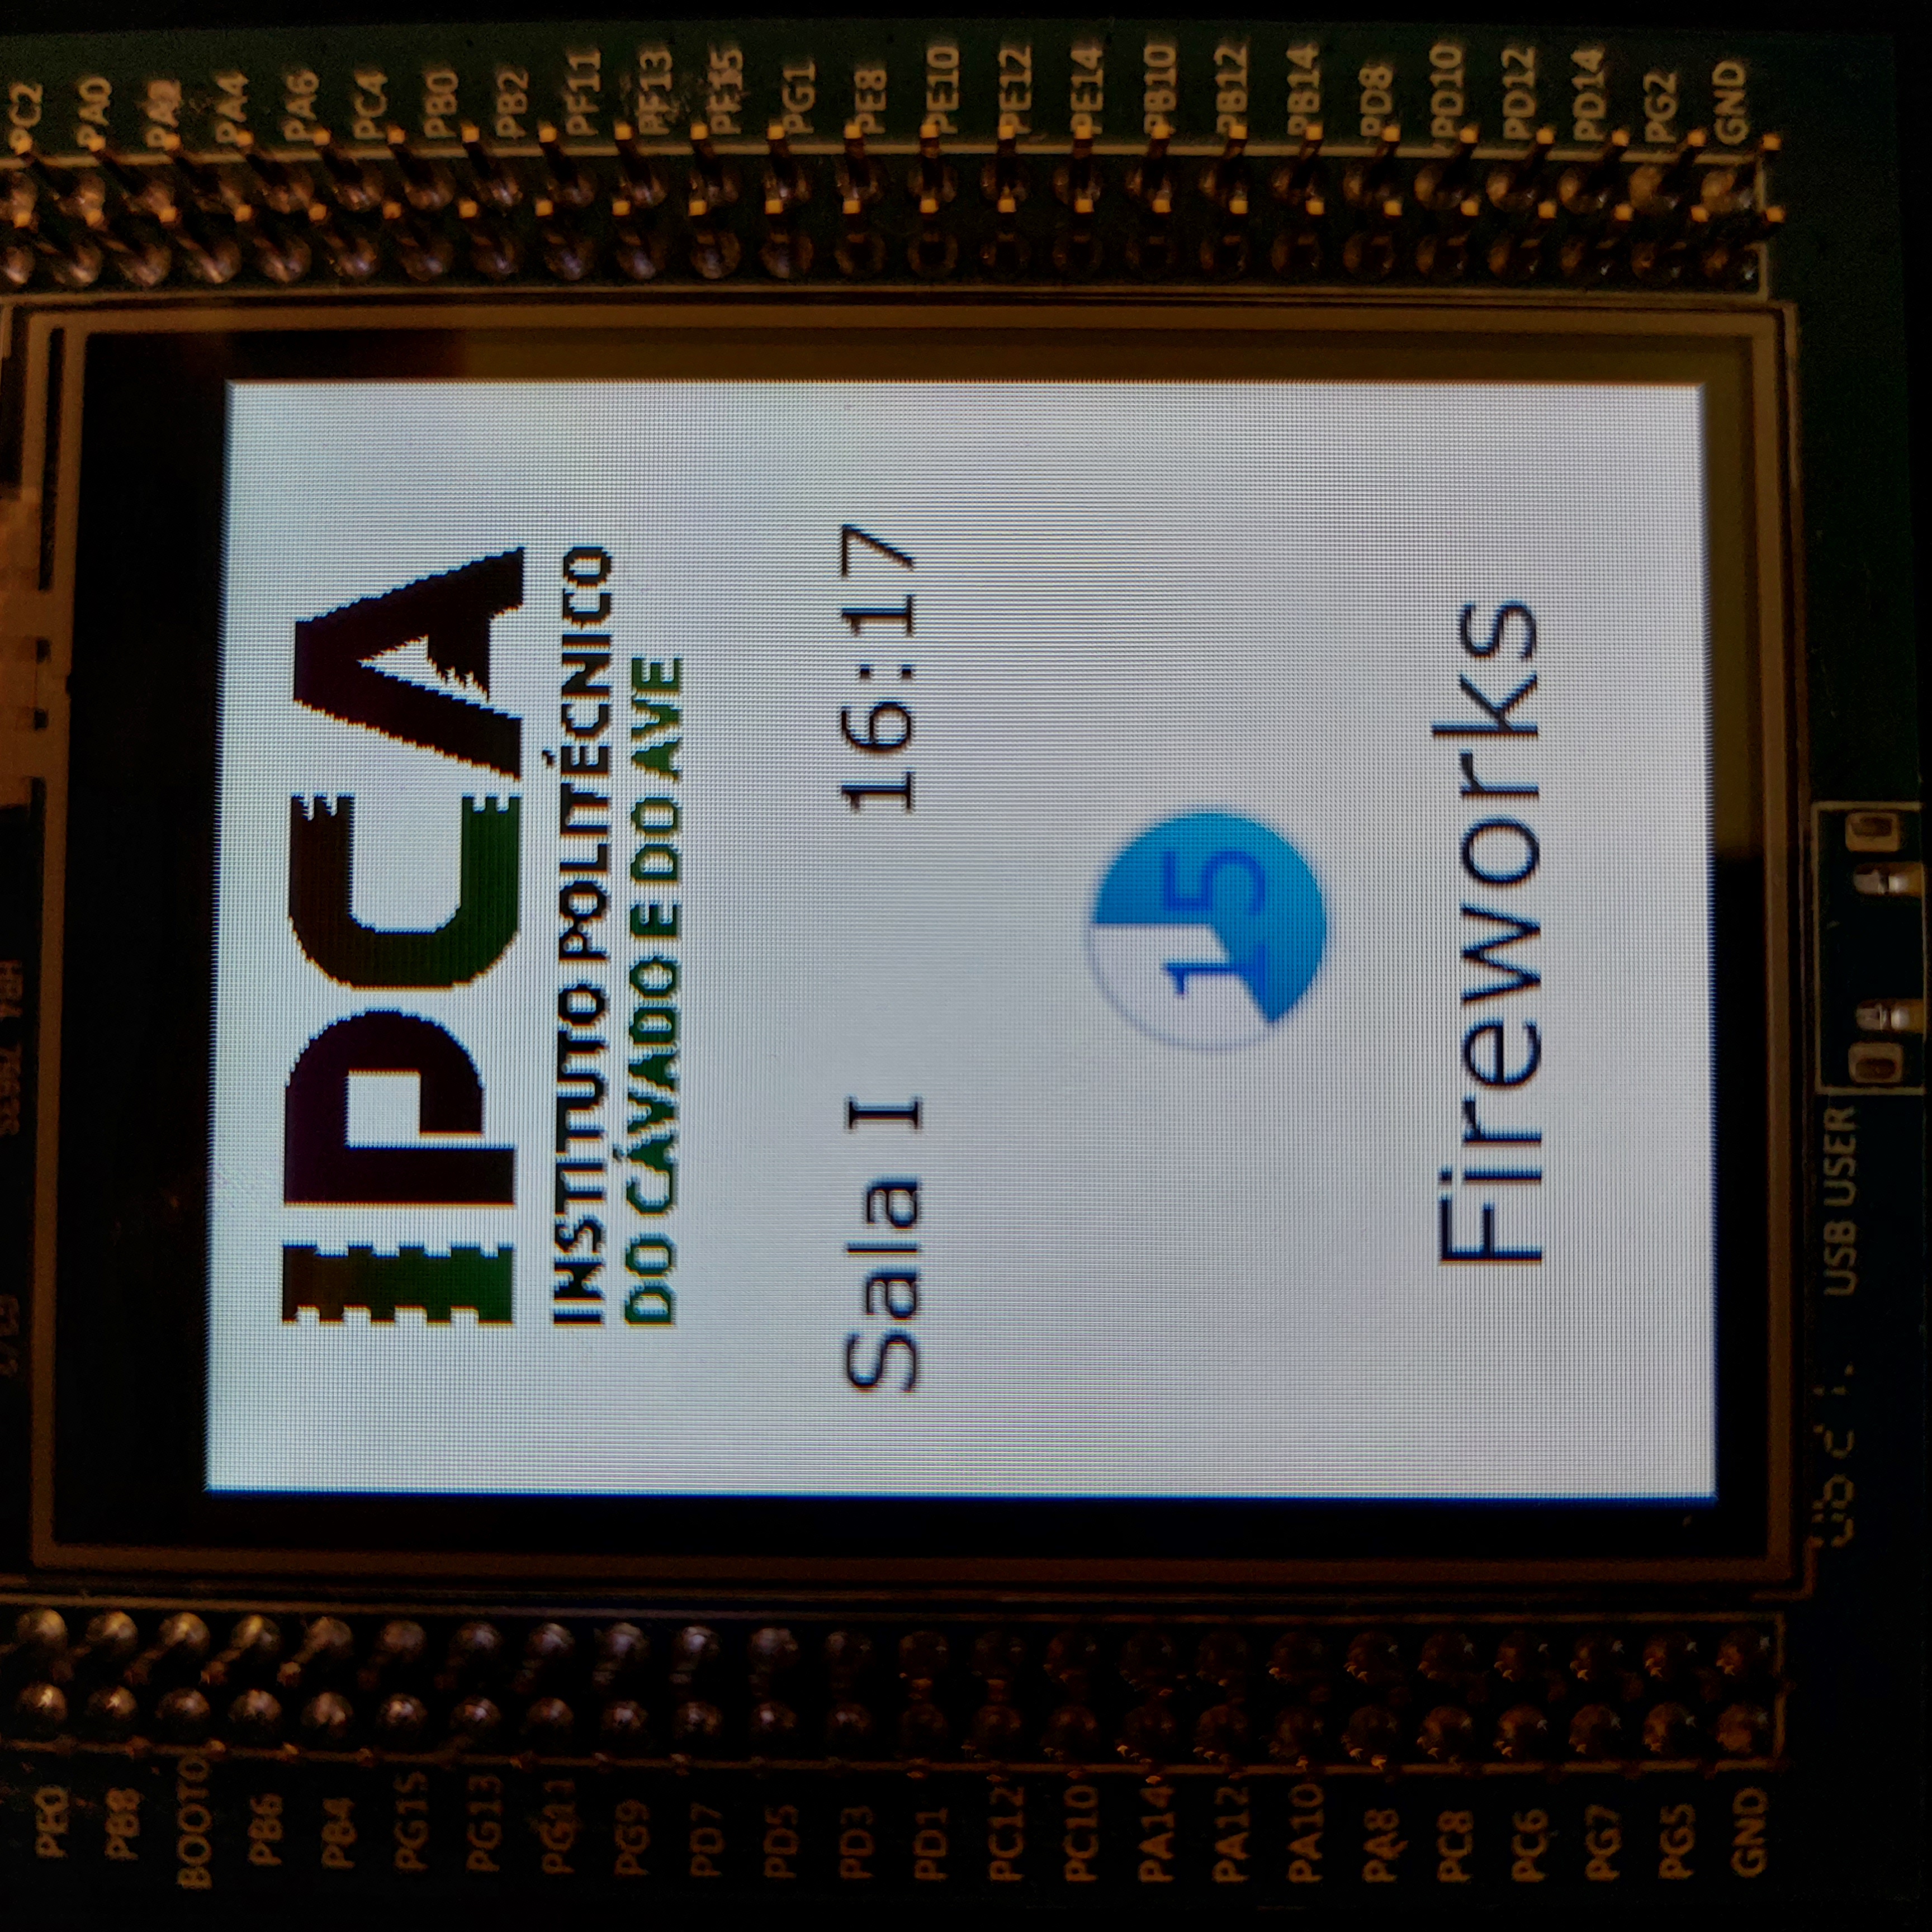 PE0
PB8
BOOT0
PB6
PB4
PG15
PG13
PG11
PG9
PD7
PD5
PD3
PD1
PC12
PC10
PA14
PA12
PA10
PA8
PC8
PC6
PG7
PG5
GND
IPCA
INSTITUTO POLITÉCNICO
DO CÁVADO E DO AVE
Sala I 16:17
15
Fireworks
PC2
PA0
PA2
PA4
PA6
PC4
PB0
PB2
PF11
PF13
PF15
PG1
PE8
PE10
PE12
PE14
PB10
PB12
PB14
PD8
PD10
PD12
PD14
PG2
GND
USB USER